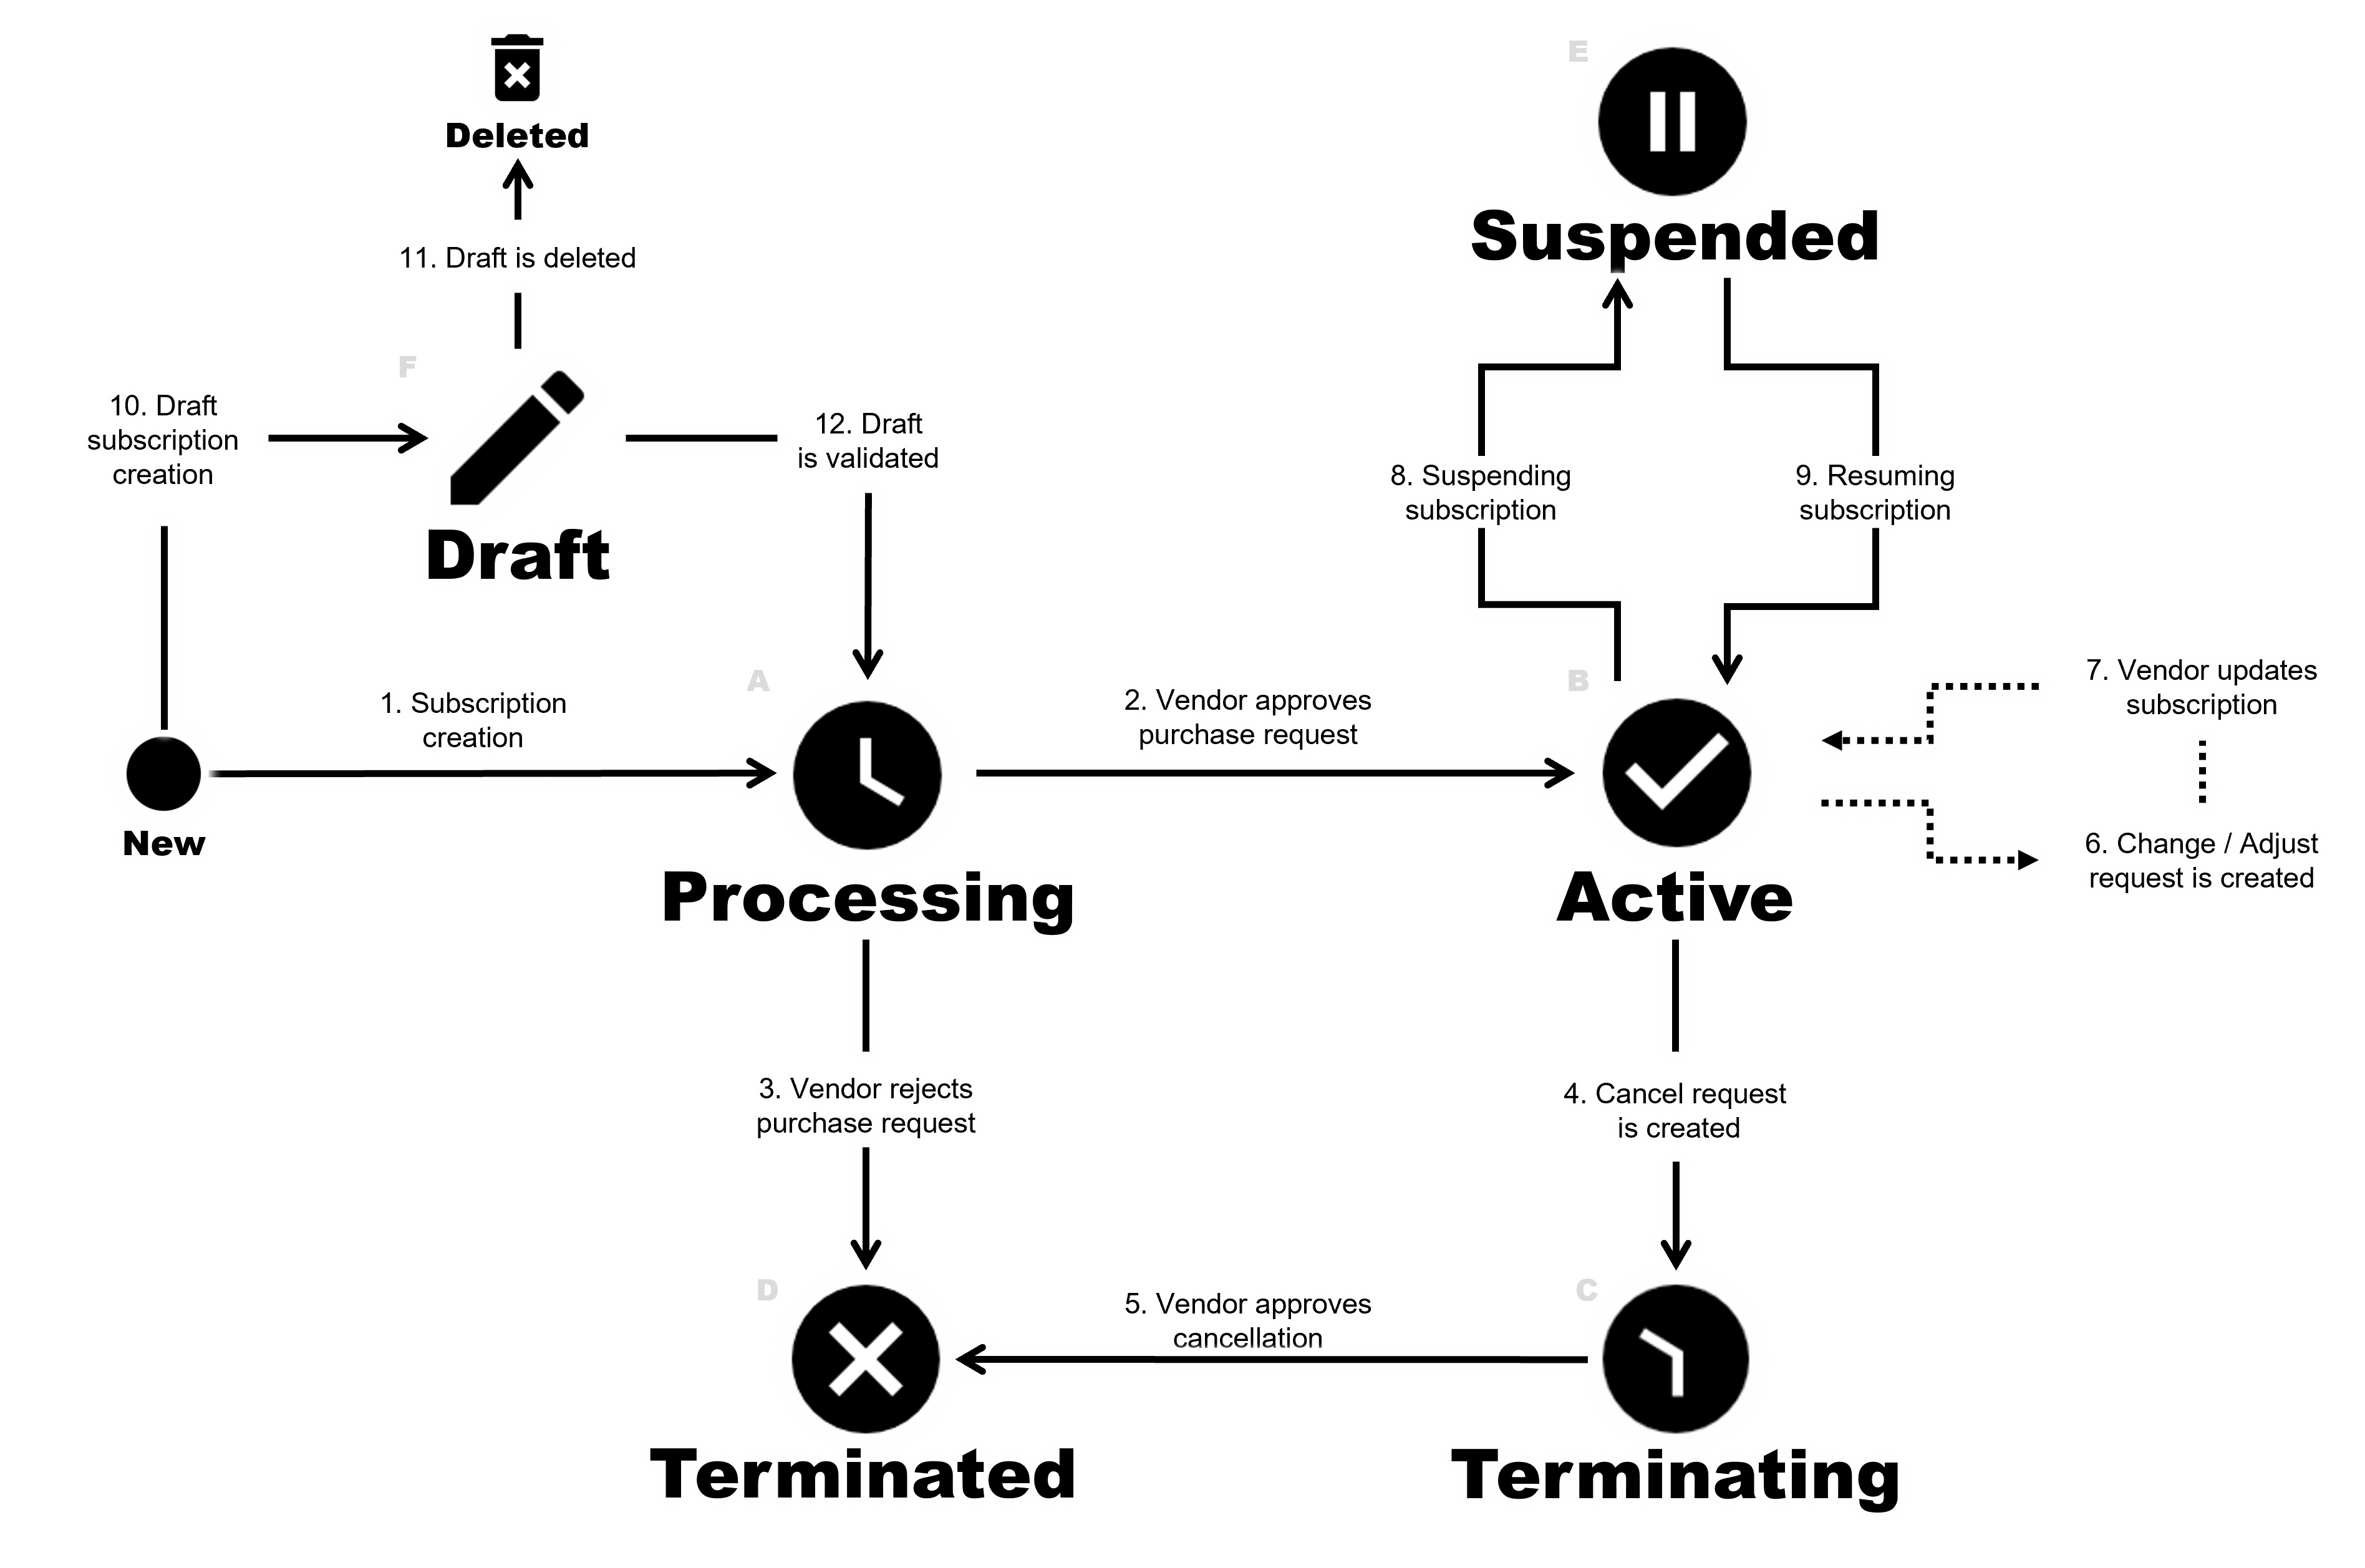 Deleted
11. Draft is deleted
E
Suspended
F
10. Draft
subscription
creation
12. Draft
is validated
Draft
8. Suspending
subscription
9. Resuming
subscription
1. Subscription
creation
A
2. Vendor approves
purchase request
B
7. Vendor updates
subscription
New
Processing
Active
6. Change / Adjust
request is created
3. Vendor rejects
purchase request
4. Cancel request
is created
D
5. Vendor approves
cancellation
C
Terminated
Terminating